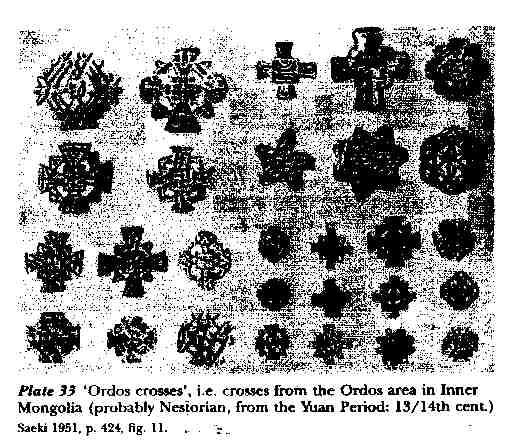 Plate 33 'Ordos crosses', i.e. crosses from the Ordos area in Inner
Mongolia (probably Nestorian, from the Yuan Period: 13/14th cent.)
Saeki 1951, p. 424, fig. 11.